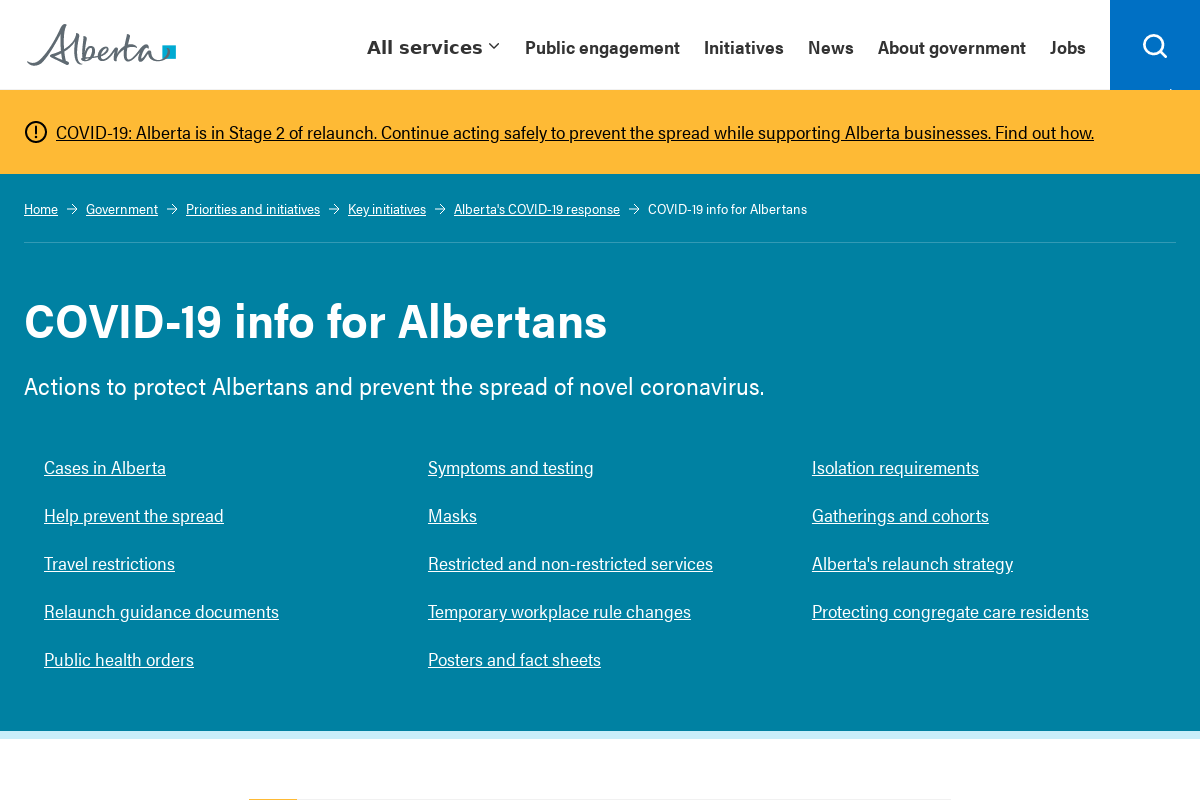 Alberta
All services
Public engagement
Initiatives
News
About government
Jobs
COVID-19: Alberta is in Stage 2 of relaunch. Continue acting safely to prevent the spread while supporting Alberta businesses. Find out how.
Home → Government → Priorities and initiatives → Key initiatives → Alberta's COVID-19 response → COVID-19 info for Albertans
COVID-19 info for Albertans
Actions to protect Albertans and prevent the spread of novel coronavirus.
Cases in Alberta
Symptoms and testing
Isolation requirements
Help prevent the spread
Masks
Gatherings and cohorts
Travel restrictions
Restricted and non-restricted services
Alberta's relaunch strategy
Relaunch guidance documents
Temporary workplace rule changes
Protecting congregate care residents
Public health orders
Posters and fact sheets